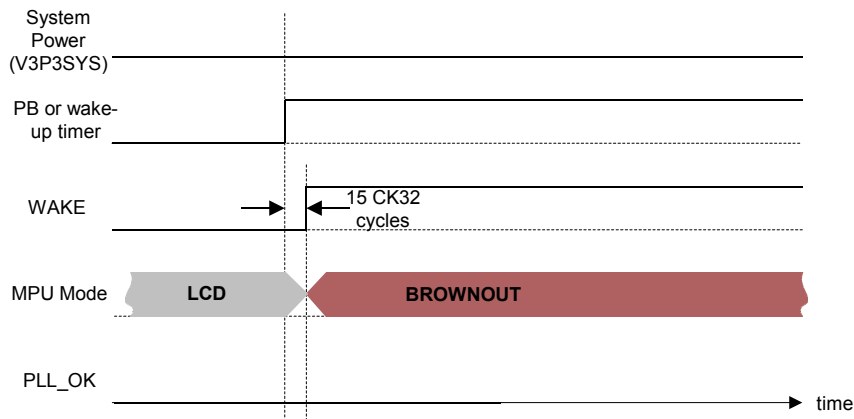 System
Power
(V3P3SYS)
PB or wake-
up timer
WAKE
15 CK32
cycles
MPU Mode
LCD
BROWNOUT
PLL_OK
time